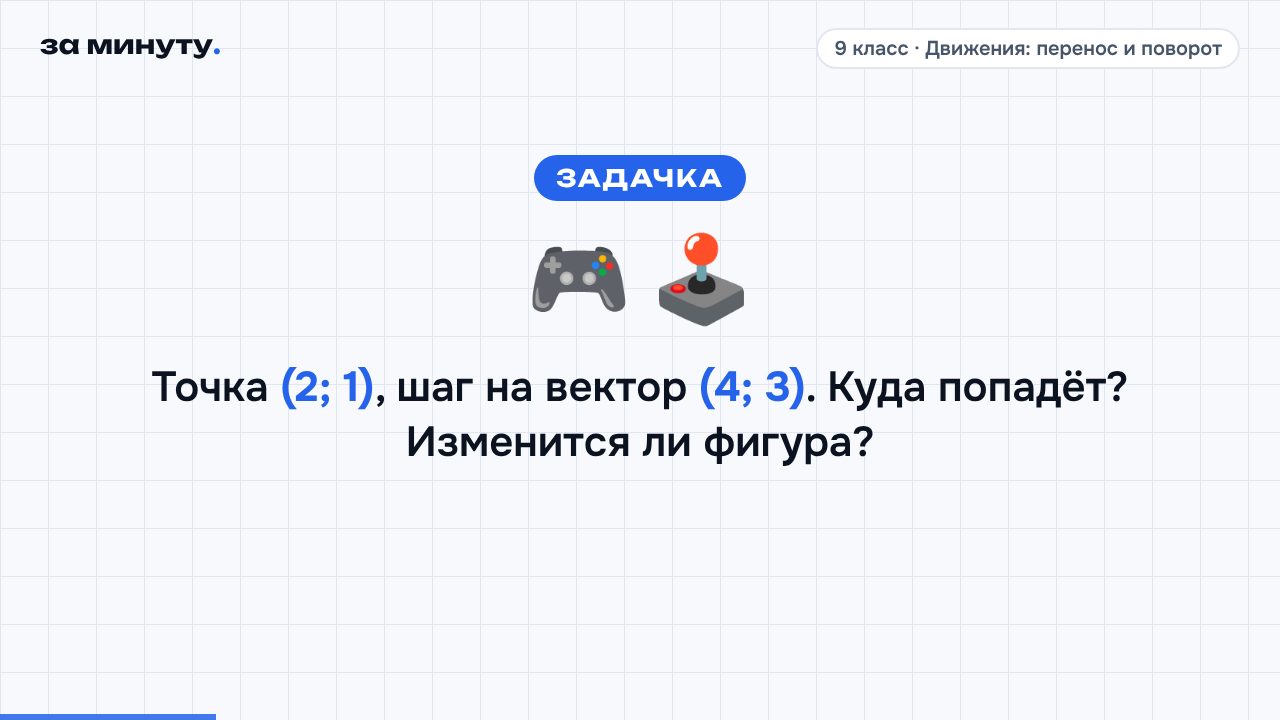 за минуту.
9 класс · Движения: перенос и поворот
ЗАДАЧКА
Точка (2; 1), шаг на вектор (4; 3). Куда попадёт?
Изменится ли фигура?